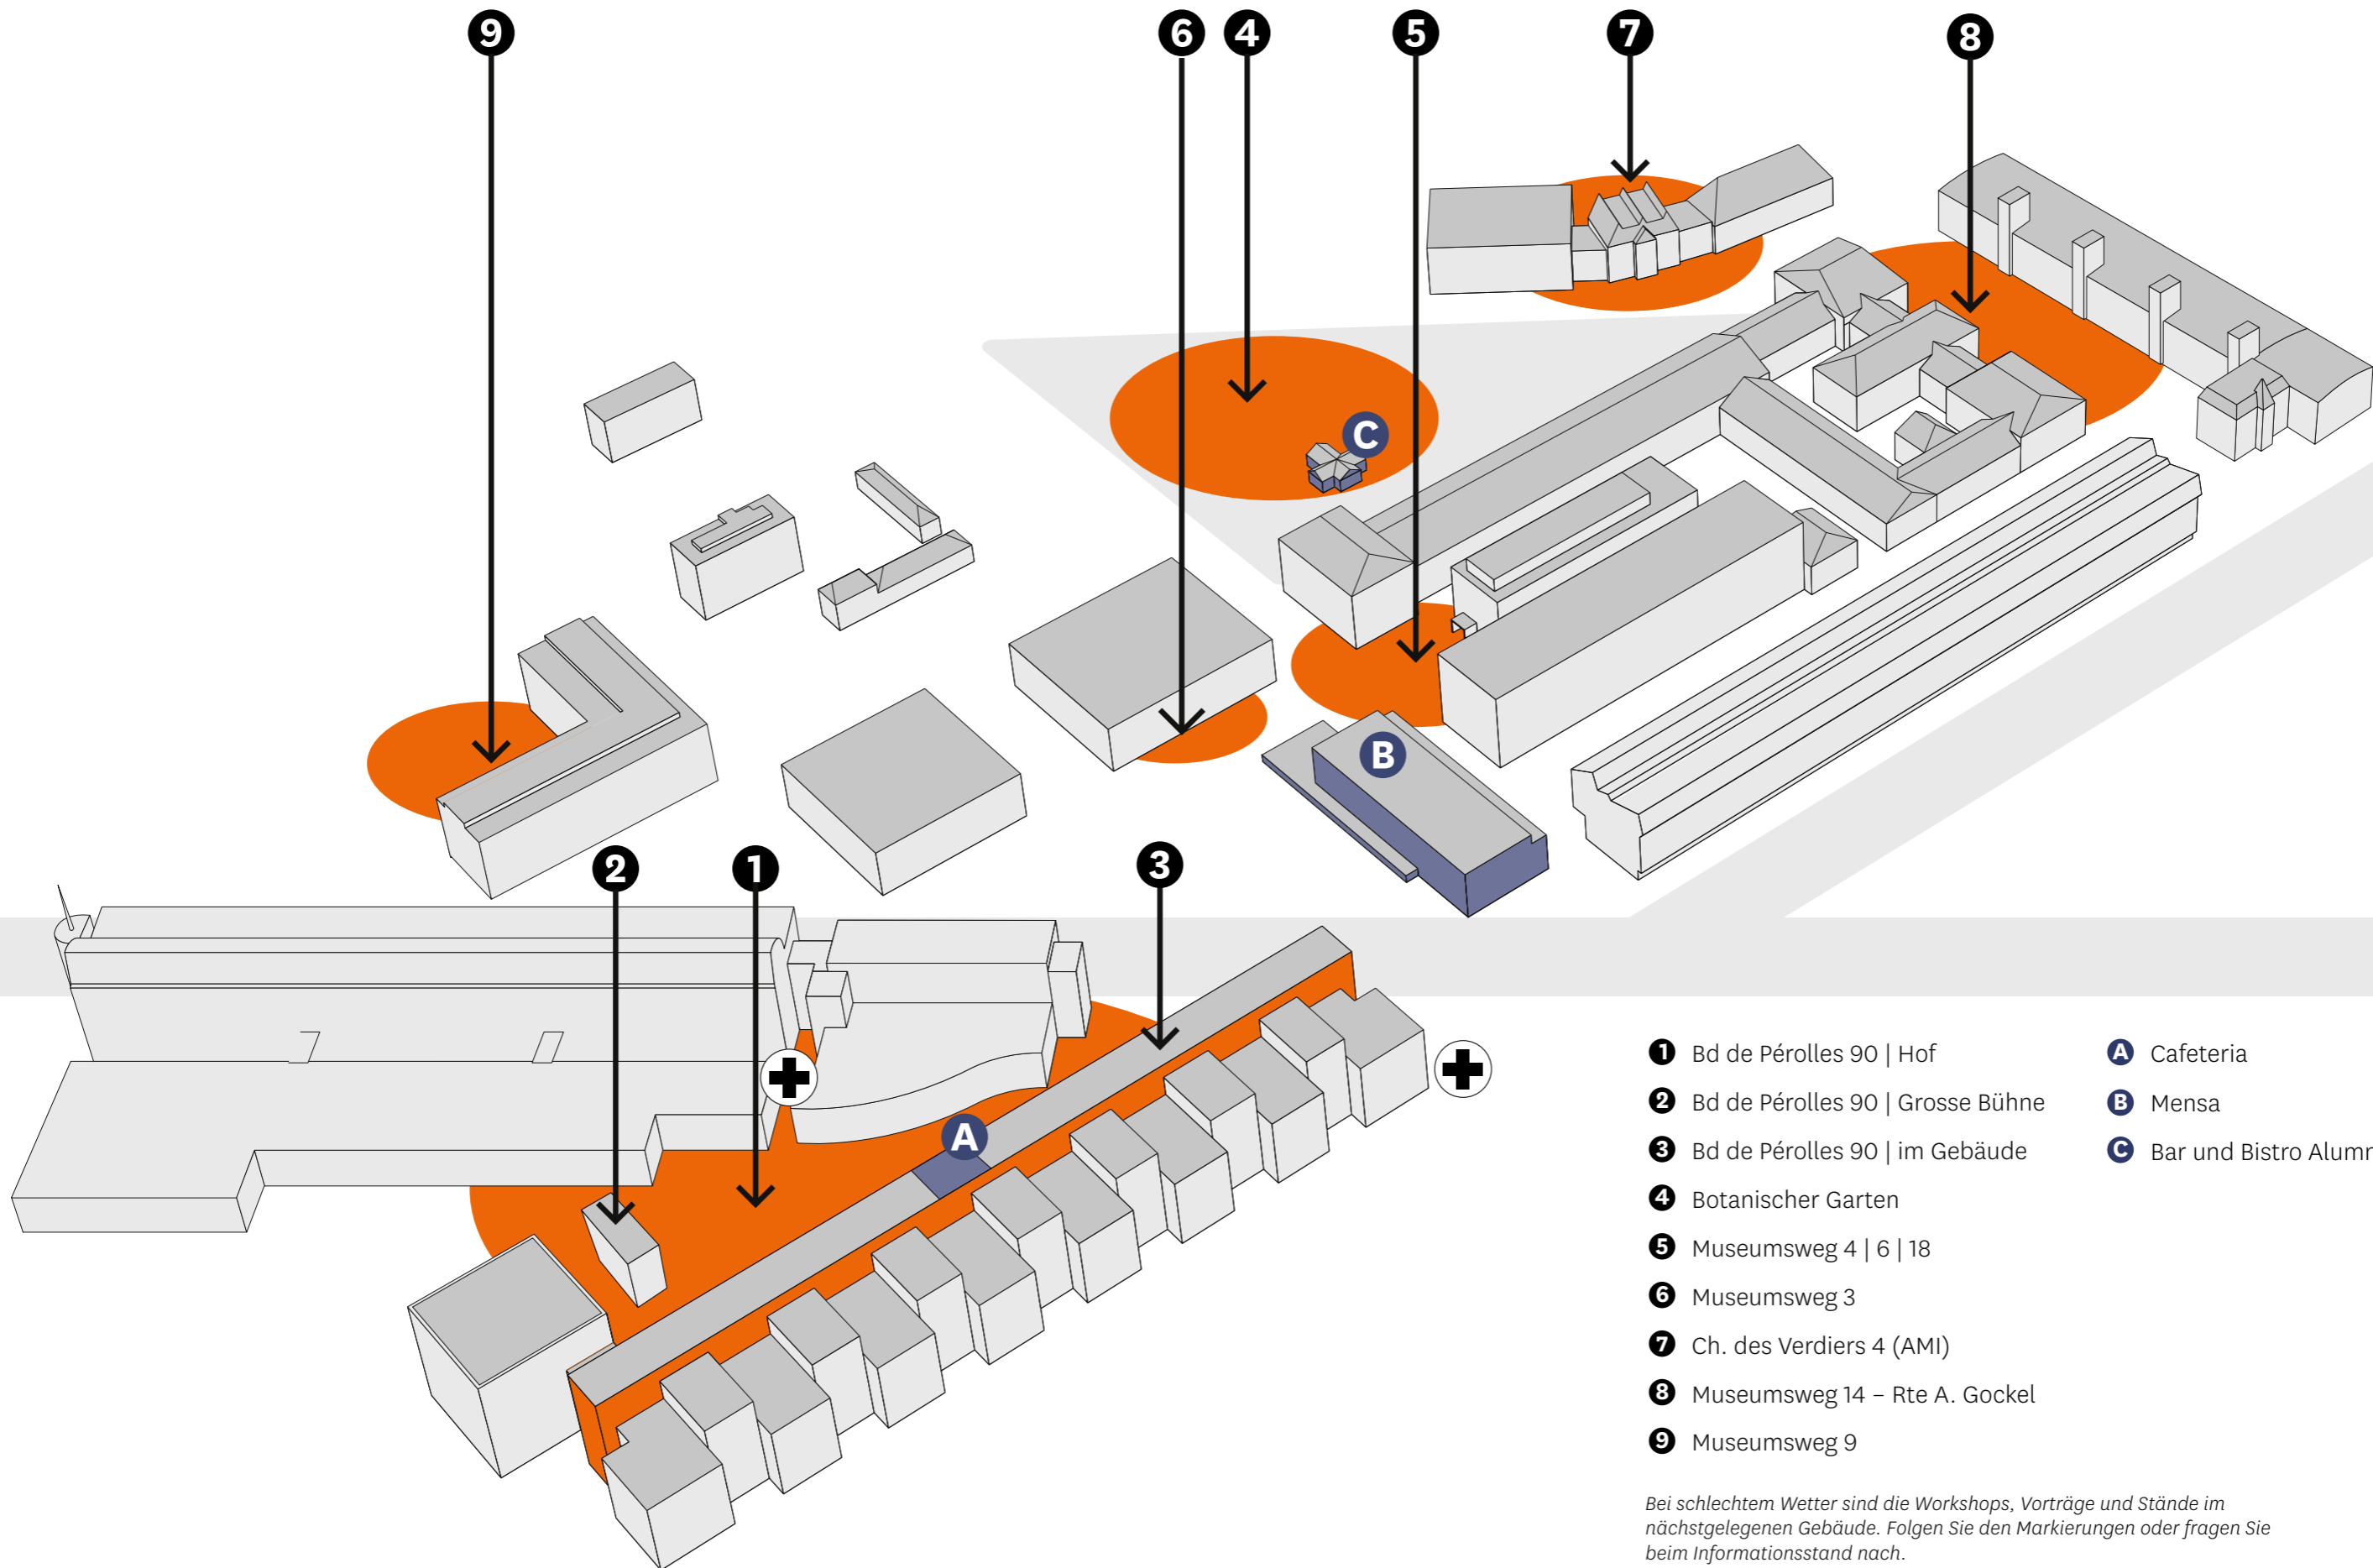 9 6 4 5 7 8
C
B
2 1 3
A
1 Bd de Pérolles 90 | Hof
2 Bd de Pérolles 90 | Grosse Bühne
3 Bd de Pérolles 90 | im Gebäude
4 Botanischer Garten
5 Museumsweg 4 | 6 | 18
6 Museumsweg 3
7 Ch. des Verdiers 4 (AMI)
8 Museumsweg 14 – Rte A. Gockel
9 Museumsweg 9
A Cafeteria
B Mensa
C Bar und Bistro
Bei schlechtem Wetter sind die Workshops, Vorträge und Stände im
nächstgelegenen Gebäude. Folgen Sie den Markierungen oder fragen Sie
beim Informationsstand nach.